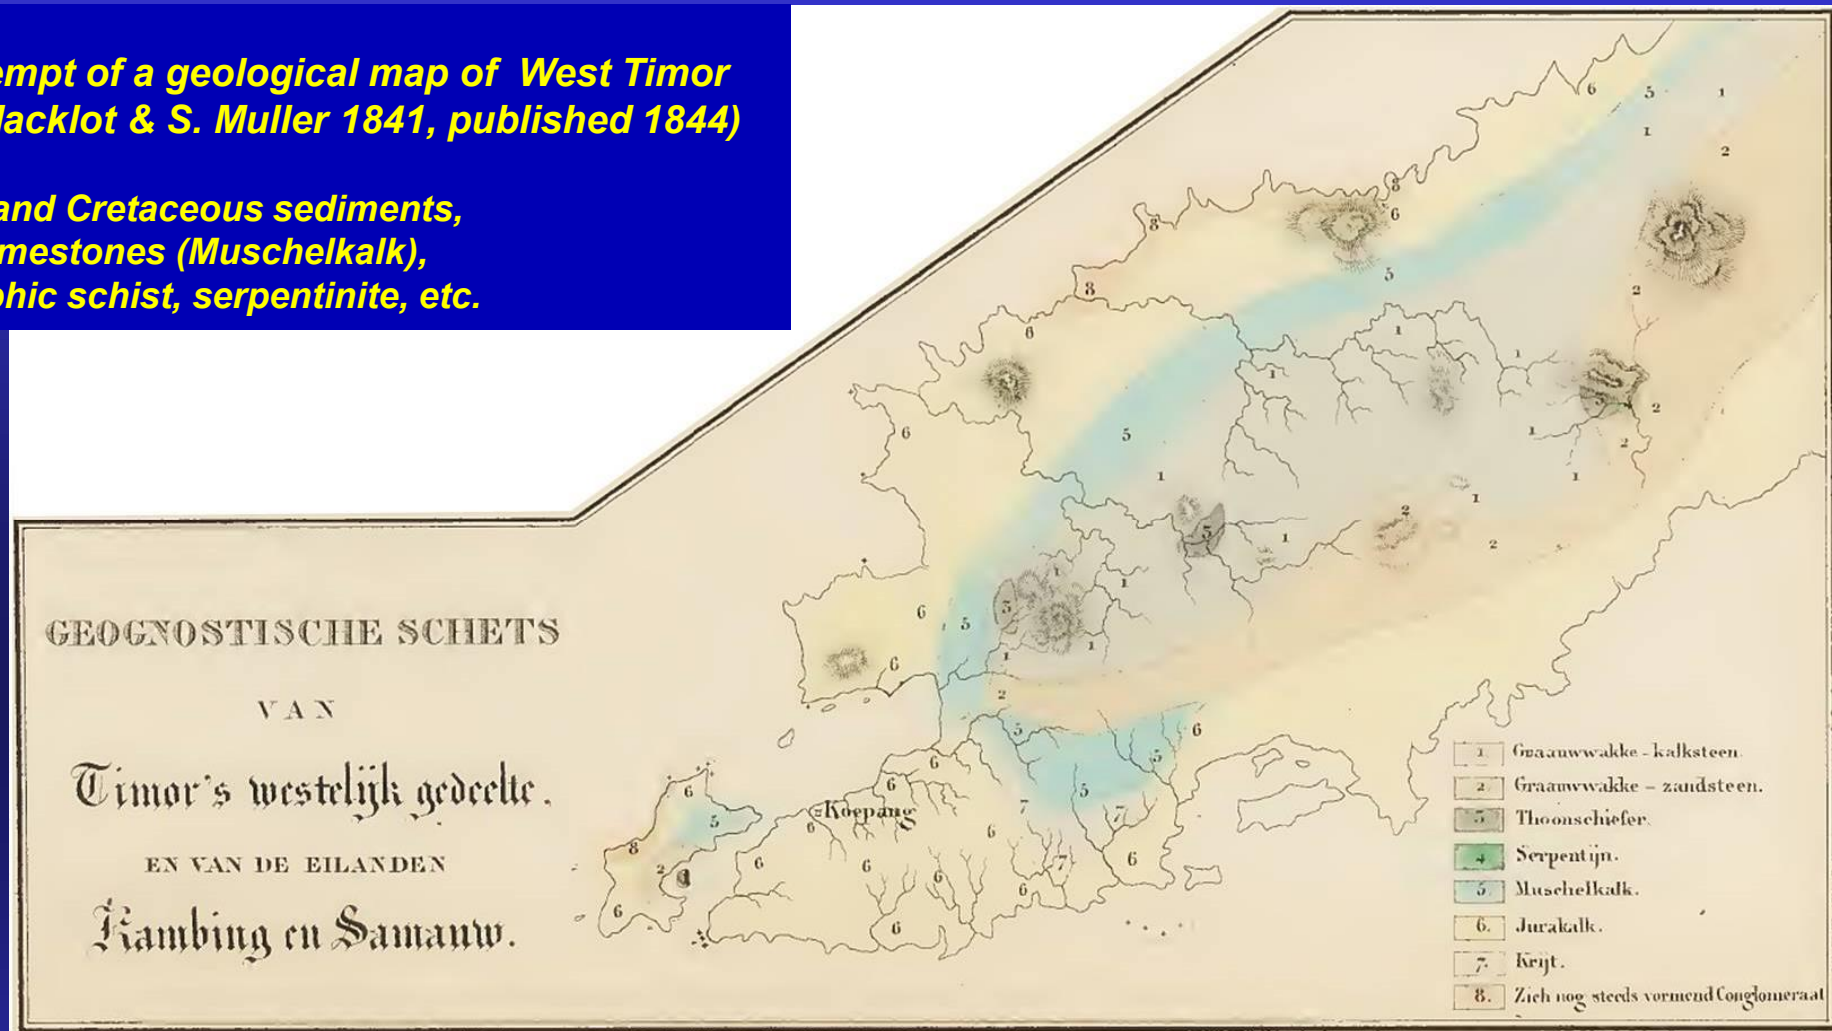 empt of a geological map of West Timor
Macklot & S. Muller 1841, published 1844)
and Cretaceous sediments,
mestones (Muschelkalk),
phic schist, serpentinite, etc.
GEOGNOSTISCHE SCHETS
VAN
Timor's westelijk gedeelte.
EN VAN DE EILANDEN
Kambing en Samauw.
Koepang
1. Graauwwakke - kalksteen.
2. Graauwwakke - zandsteen.
3 Thoonschiefer.
4 Serpentijn.
5. Muschelkalk.
6. Jurakalk.
7. Krijt.
8. Zich nog steeds vormend Conglomeraat